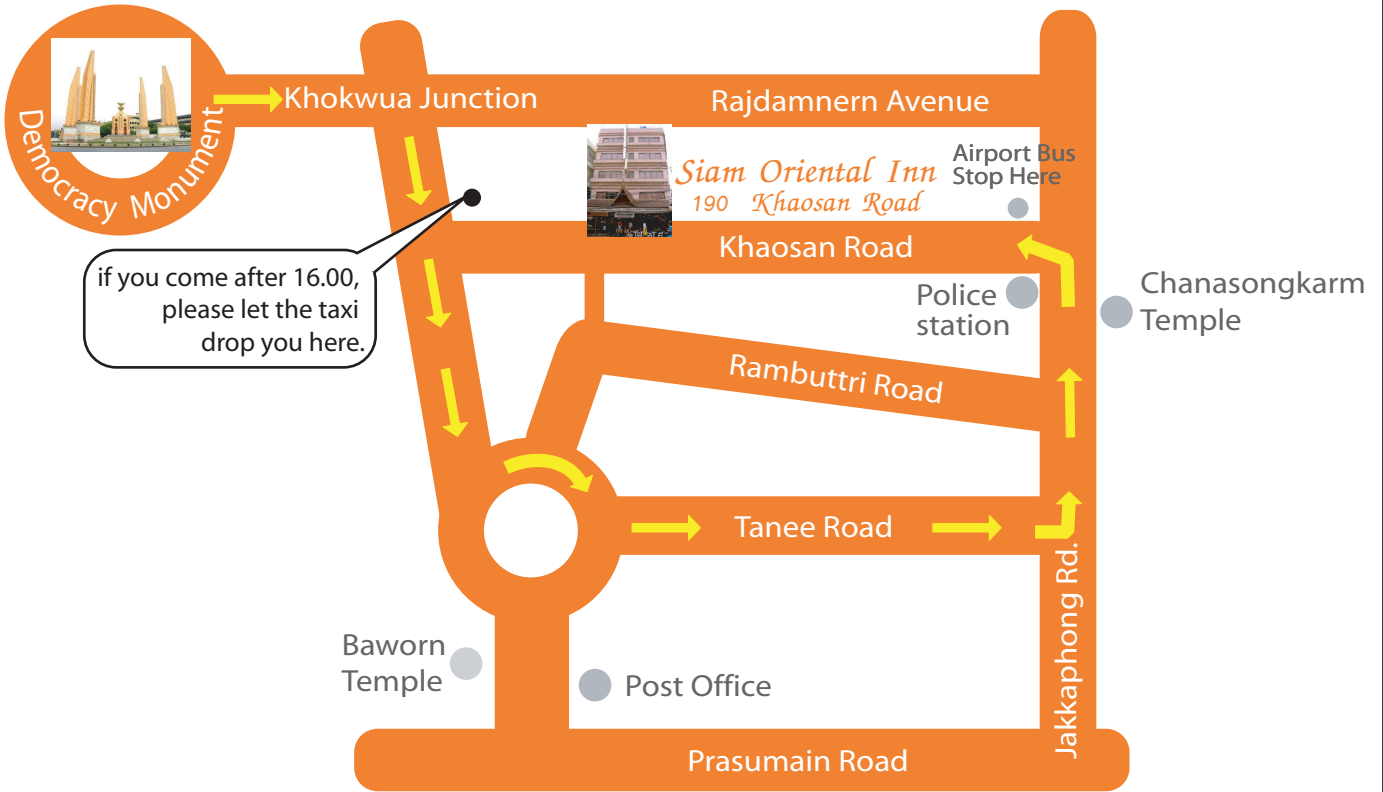 Democracy Monument
Khokwua Junction
Rajdamnern Avenue
Siam Oriental Inn
190 Khaosan Road
Airport Bus
Stop Here
Khaosan Road
if you come after 16.00,
please let the taxi
drop you here.
Police
station
Chanasongkarm
Temple
Rambuttri Road
Tanee Road
Jakkaphong Rd.
Baworn
Temple
Post Office
Prasumain Road